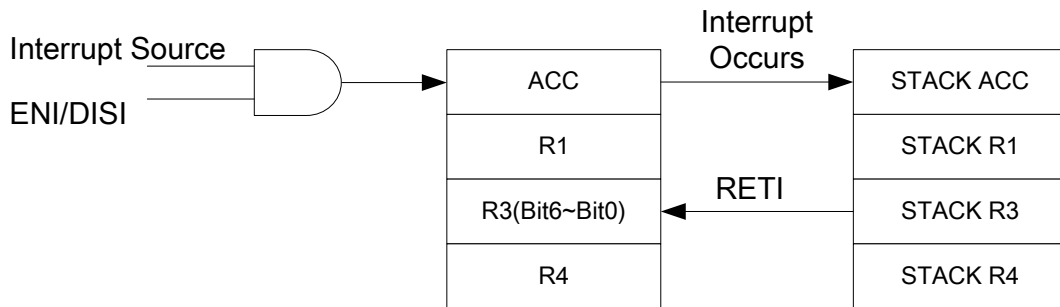 Interrupt Source
ENI/DISI
ACC
R1
R3(Bit6~Bit0)
R4
Interrupt
Occurs
RETI
STACK ACC
STACK R1
STACK R3
STACK R4